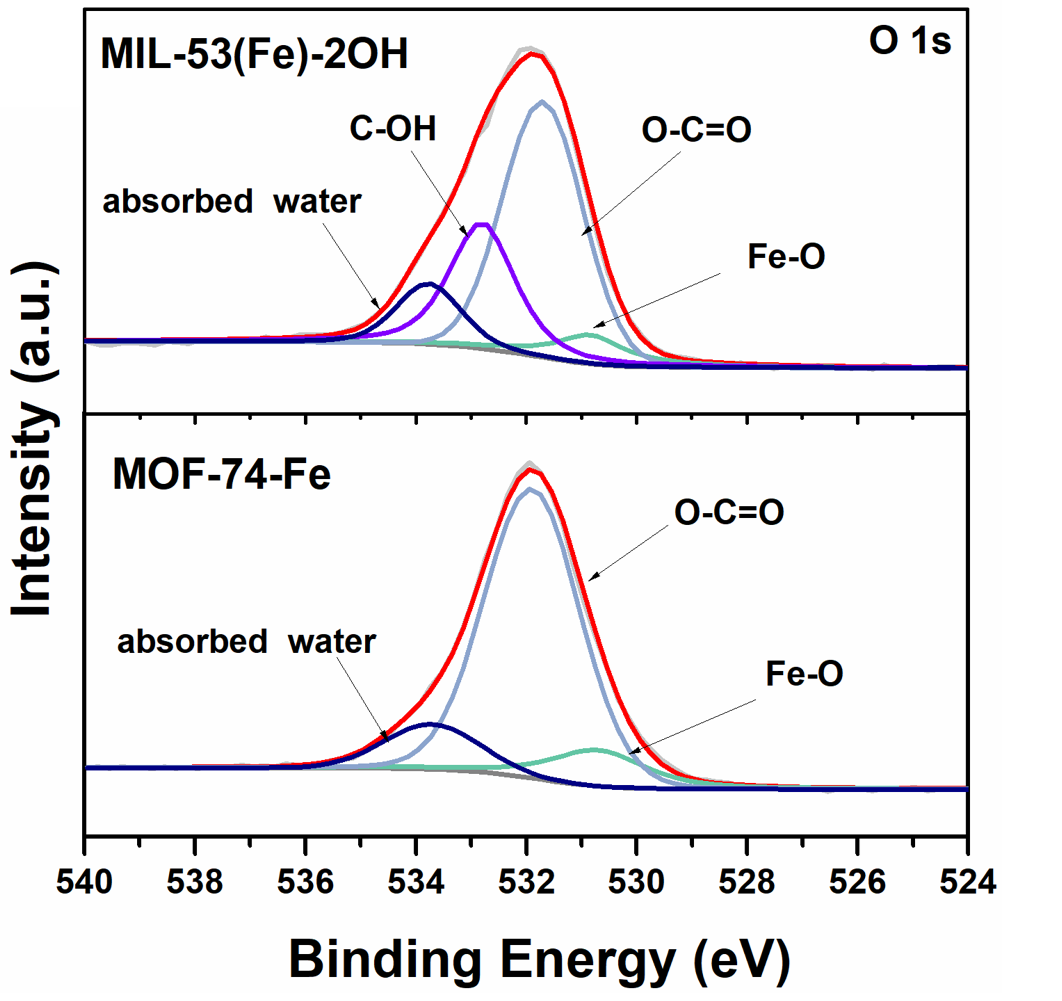 MIL-53(Fe)-2OH
O 1s
C-OH
O-C=O
absorbed water
Fe-O
MOF-74-Fe
O-C=O
absorbed water
Fe-O
Intensity (a.u.)
540 538 536 534 532 530 528 526 524
Binding Energy (eV)